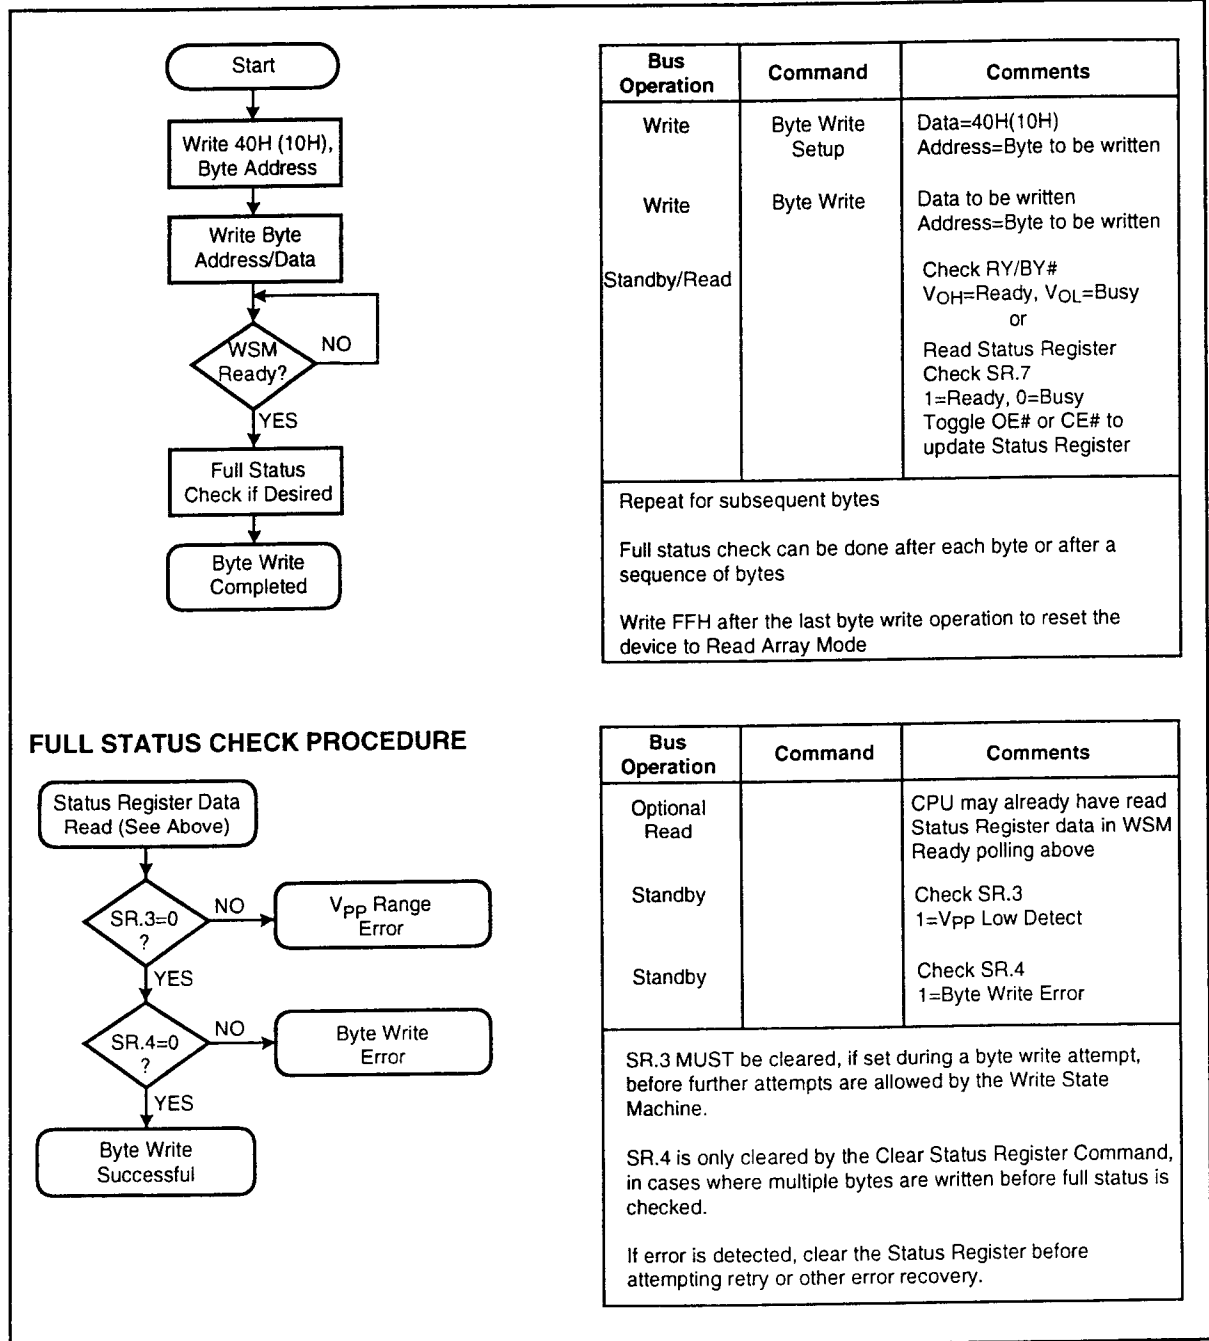 Start
Write 40H (10H),
Byte Address
Write Byte
Address/Data
WSM
Ready?
NO
YES
Full Status
Check if Desired
Byte Write
Completed
Bus
Operation
Command
Comments
Write
Byte Write
Setup
Data=40H(10H)
Address=Byte to be written
Write
Byte Write
Data to be written
Address=Byte to be written
Standby/Read
Check RY/BY#
VOH=Ready, VOL=Busy
or
Read Status Register
Check SR.7
1=Ready, 0=Busy
Toggle OE# or CE# to
update Status Register
Repeat for subsequent bytes
Full status check can be done after each byte or after a
sequence of bytes
Write FFH after the last byte write operation to reset the
device to Read Array Mode
FULL STATUS CHECK PROCEDURE
Status Register Data
Read (See Above)
SR.3=0
?
NO
VPP Range
Error
YES
SR.4=0
?
NO
Byte Write
Error
YES
Byte Write
Successful
Bus
Operation
Command
Comments
Optional
Read
CPU may already have read
Status Register data in WSM
Ready polling above
Standby
Check SR.3
1=VPP Low Detect
Standby
Check SR.4
1=Byte Write Error
SR.3 MUST be cleared, if set during a byte write attempt,
before further attempts are allowed by the Write State
Machine.
SR.4 is only cleared by the Clear Status Register Command,
in cases where multiple bytes are written before full status is
checked.
If error is detected, clear the Status Register before
attempting retry or other error recovery.